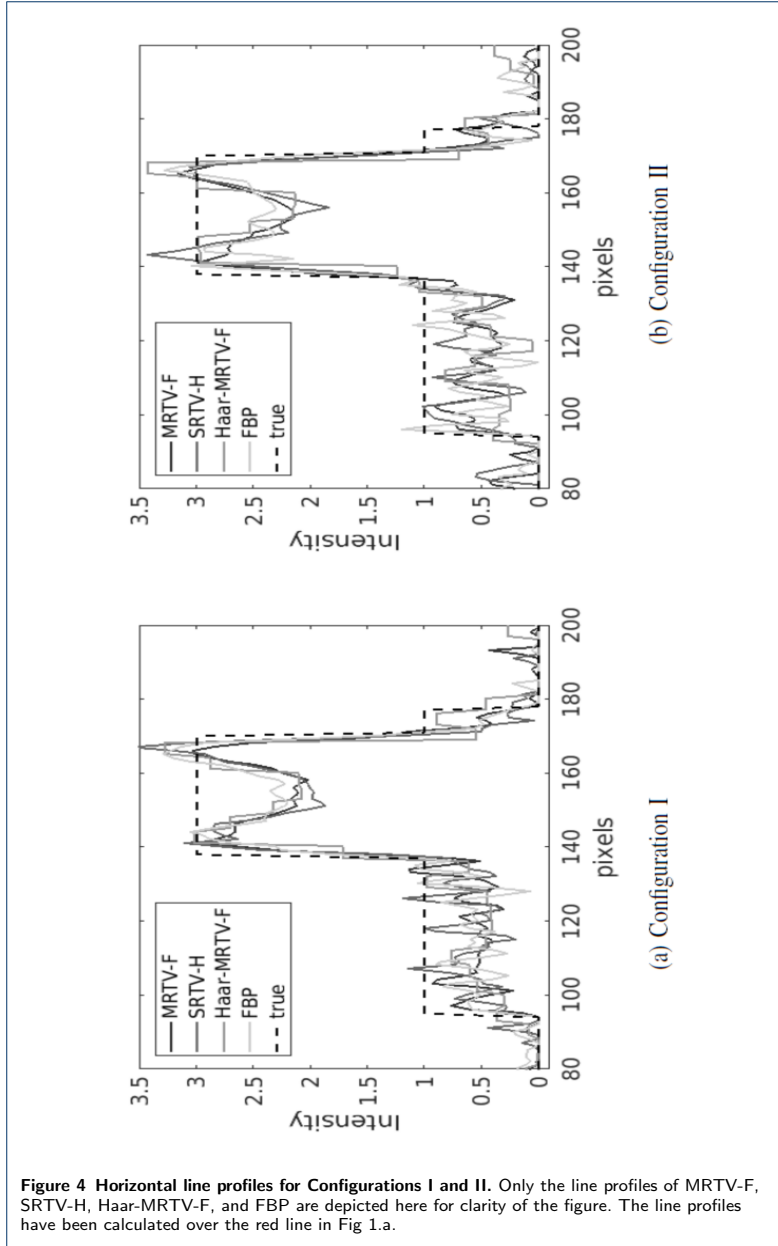 3.5
3
2.5
2
1.5
1
0.5
0
Intensity
MRTV-F
SRTV-H
Haar-MRTV-F
FBP
true
80
100
120
140
160
180
200
pixels
(a) Configuration I
3.5
3
2.5
2
1.5
1
0.5
0
Intensity
MRTV-F
SRTV-H
Haar-MRTV-F
FBP
true
80
100
120
140
160
180
200
pixels
(b) Configuration II
Figure 4 Horizontal line profiles for Configurations I and II. Only the line profiles of MRTV-F,
SRTV-H, Haar-MRTV-F, and FBP are depicted here for clarity of the figure. The line profiles
have been calculated over the red line in Fig 1.a.